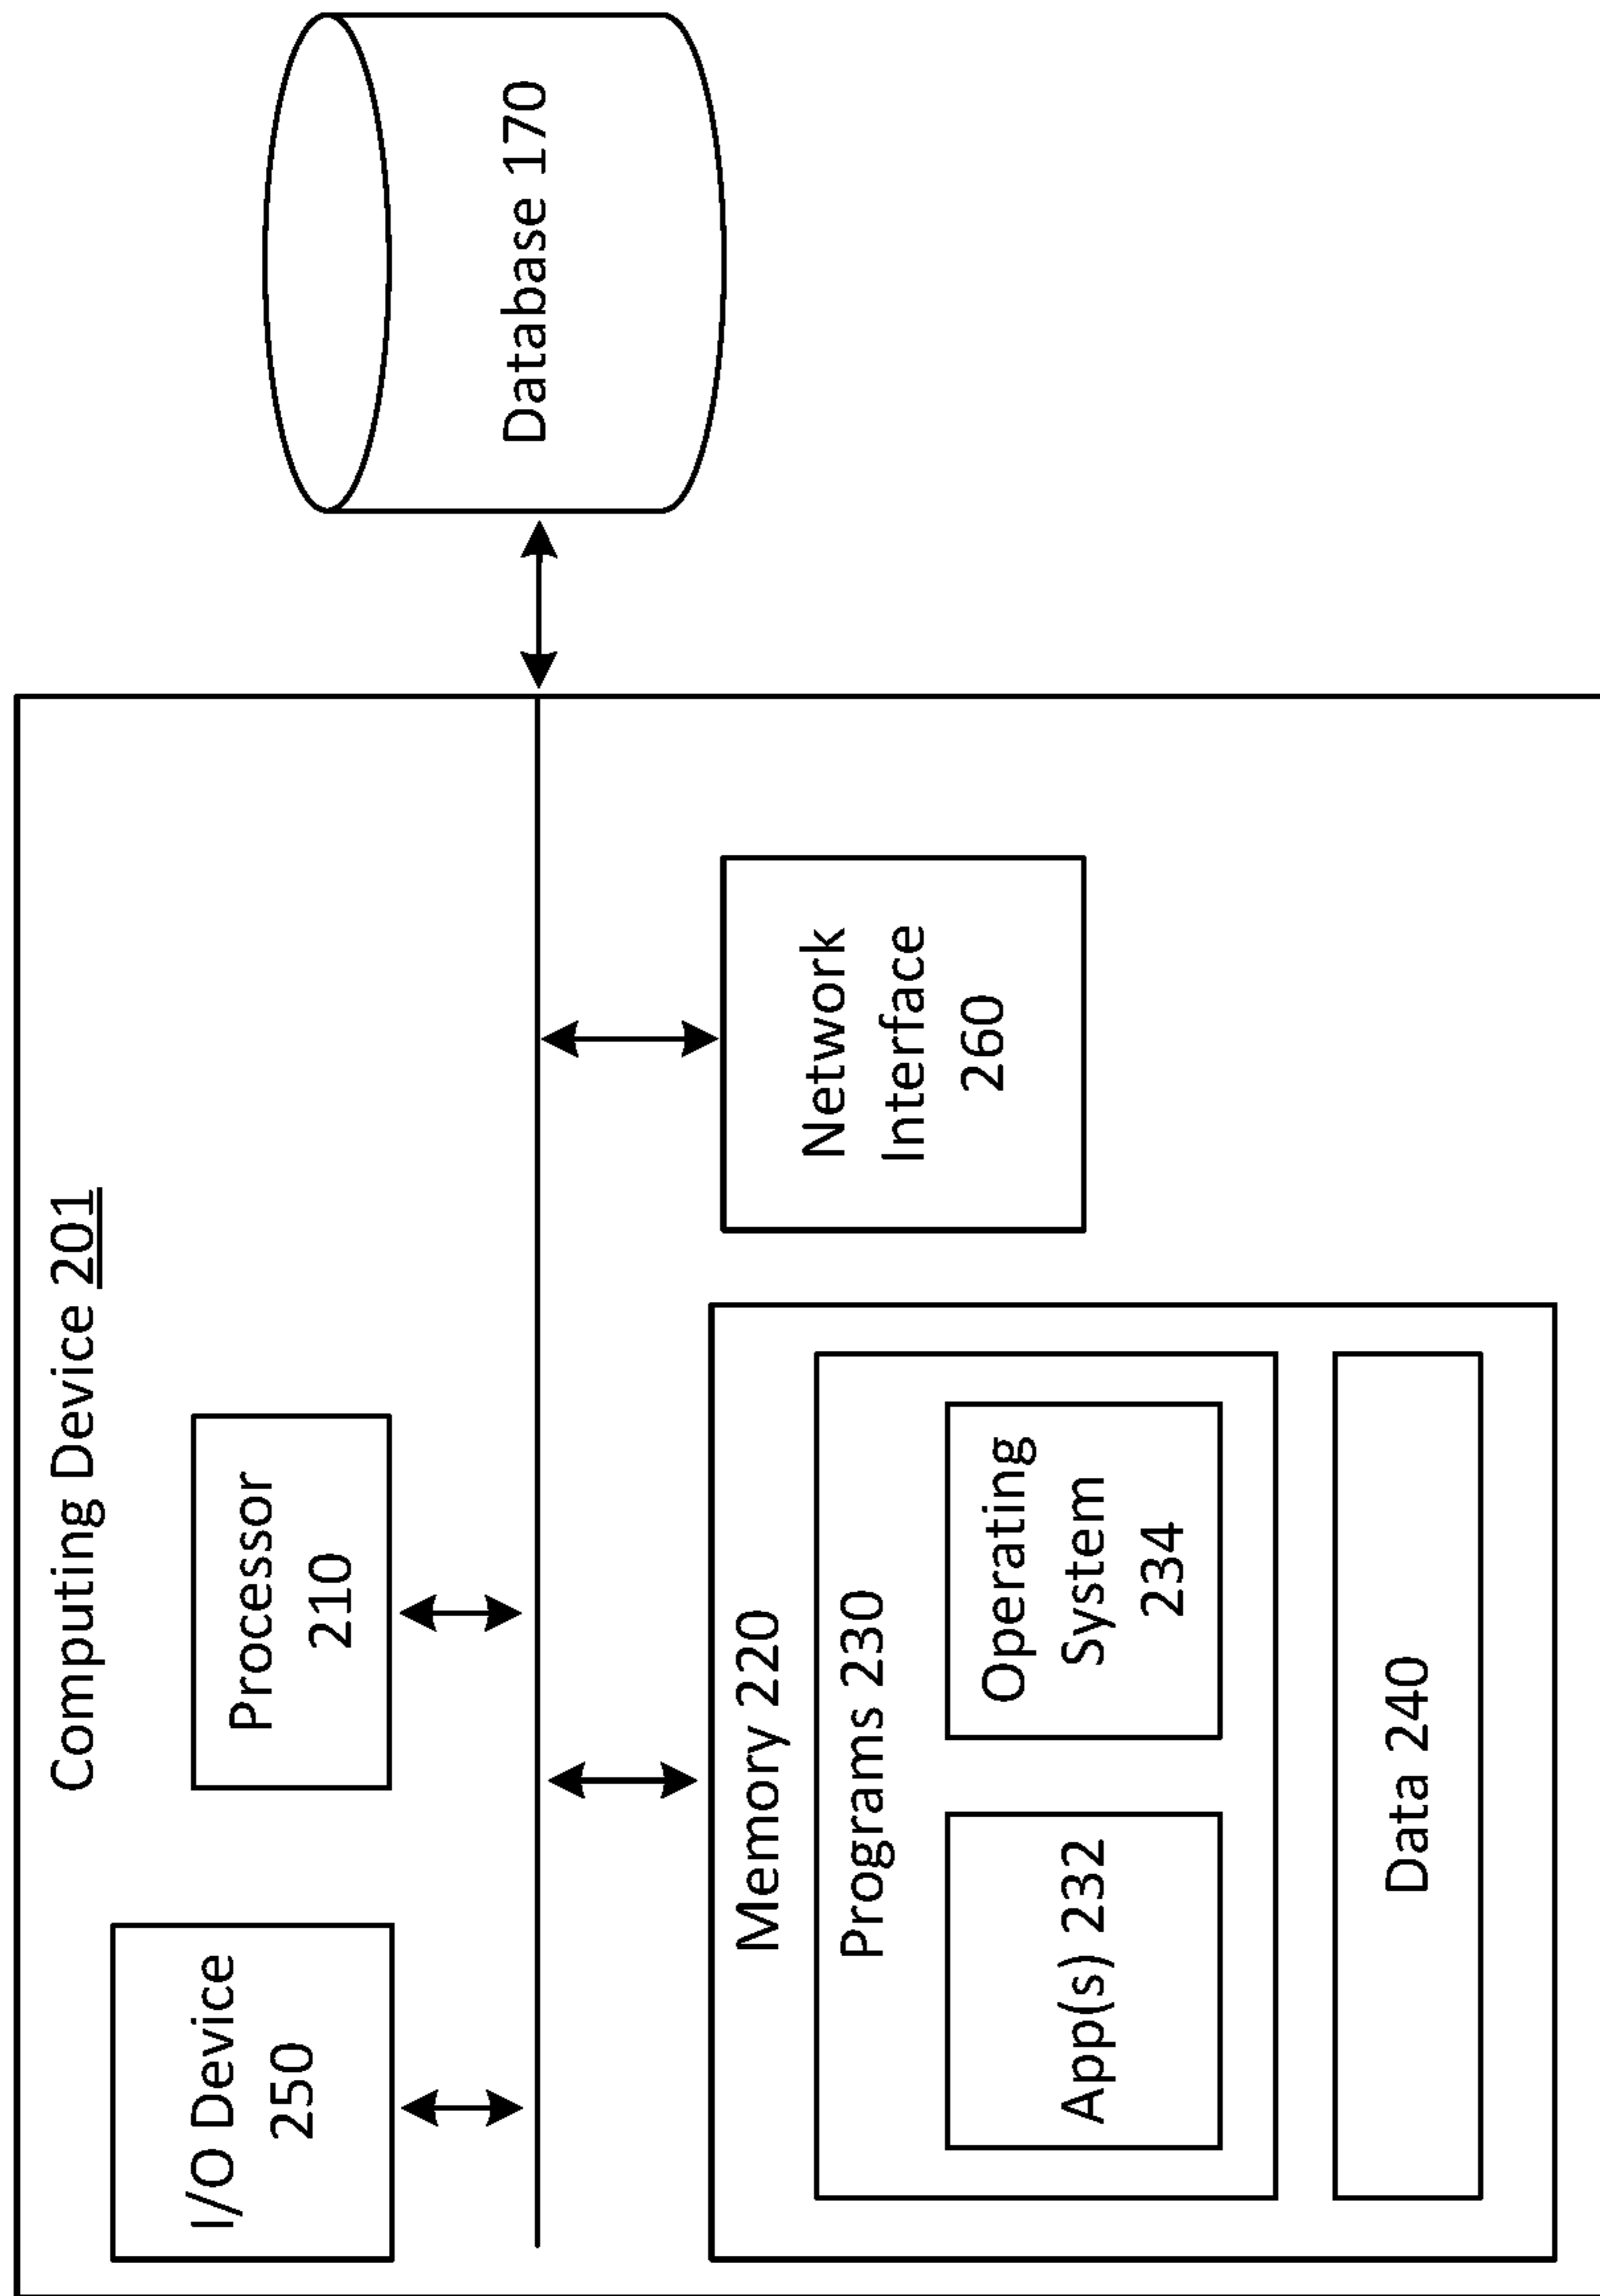 Computing Device 201
I/O Device
250
Processor
210
Database 170
Memory 220
Programs 230
App(s) 232
Operating
System
234
Data 240
Network
Interface
260